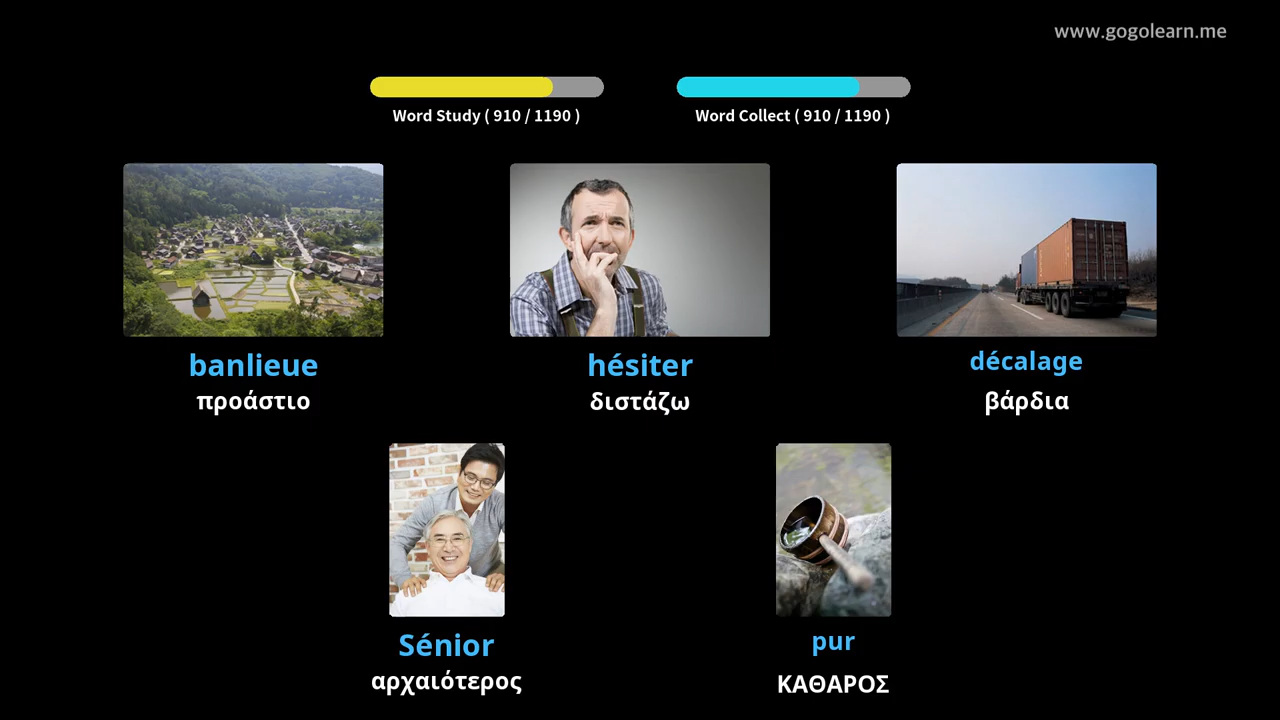 www.gogolearn.me
Word Study ( 910 / 1190 )
Word Collect ( 910 / 1190 )
banlieue
προάστιο
hésiter
διστάζω
décalage
βάρδια
Sénior
αρχαιότερος
pur
ΚΑΘΑΡΟΣ